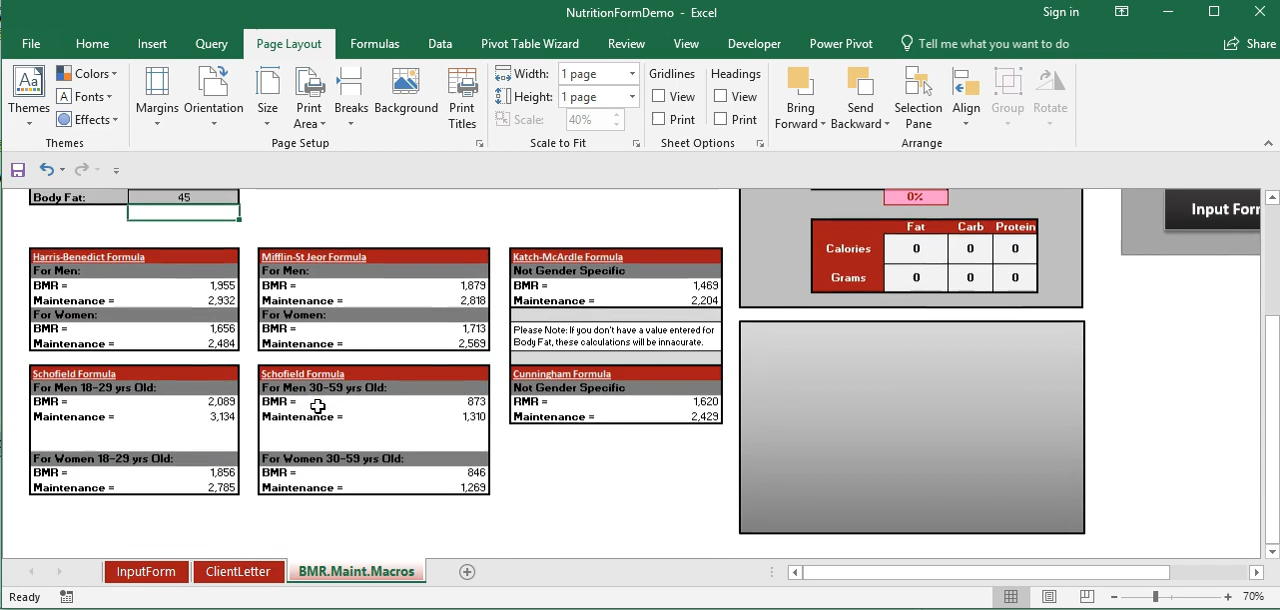 NutritionFormDemo - Excel
Sign in
File Home Insert Query Page Layout Formulas Data Pivot Table Wizard Review View Developer Power Pivot Tell me what you want to do Share
Themes
Colors
Fonts
Effects
Themes
Margins
Orientation
Size
Print Area
Breaks
Background
Print Titles
Page Setup
Width: 1 page
Height: 1 page
Scale: 40%
Scale to Fit
Gridlines
View
Print
Headings
View
Print
Sheet Options
Bring Forward
Send Backward
Selection Pane
Align
Group
Rotate
Arrange
Body Fat: 45
0%
Input For
Fat Carb Protein
Calories 0 0 0
Grams 0 0 0
Harris-Benedict Formula
For Men:
BMR = 1,955
Maintenance = 2,932
For Women:
BMR = 1,656
Maintenance = 2,484
Mifflin-St Jeor Formula
For Men:
BMR = 1,879
Maintenance = 2,818
For Women:
BMR = 1,713
Maintenance = 2,569
Katch-McArdle Formula
Not Gender Specific
BMR = 1,469
Maintenance = 2,204
Please Note: If you don't have a value entered for
Body Fat, these calculations will be innacurate.
Schofield Formula
For Men 18-29 yrs Old:
BMR = 2,089
Maintenance = 3,134
For Women 18-29 yrs Old:
BMR = 1,856
Maintenance = 2,785
Schofield Formula
For Men 30-59 yrs Old:
BMR = 873
Maintenance = 1,310
For Women 30-59 yrs Old:
BMR = 846
Maintenance = 1,269
Cunningham Formula
Not Gender Specific
RMR = 1,620
Maintenance = 2,429
InputForm ClientLetter BMR.Maint.Macros
Ready
70%